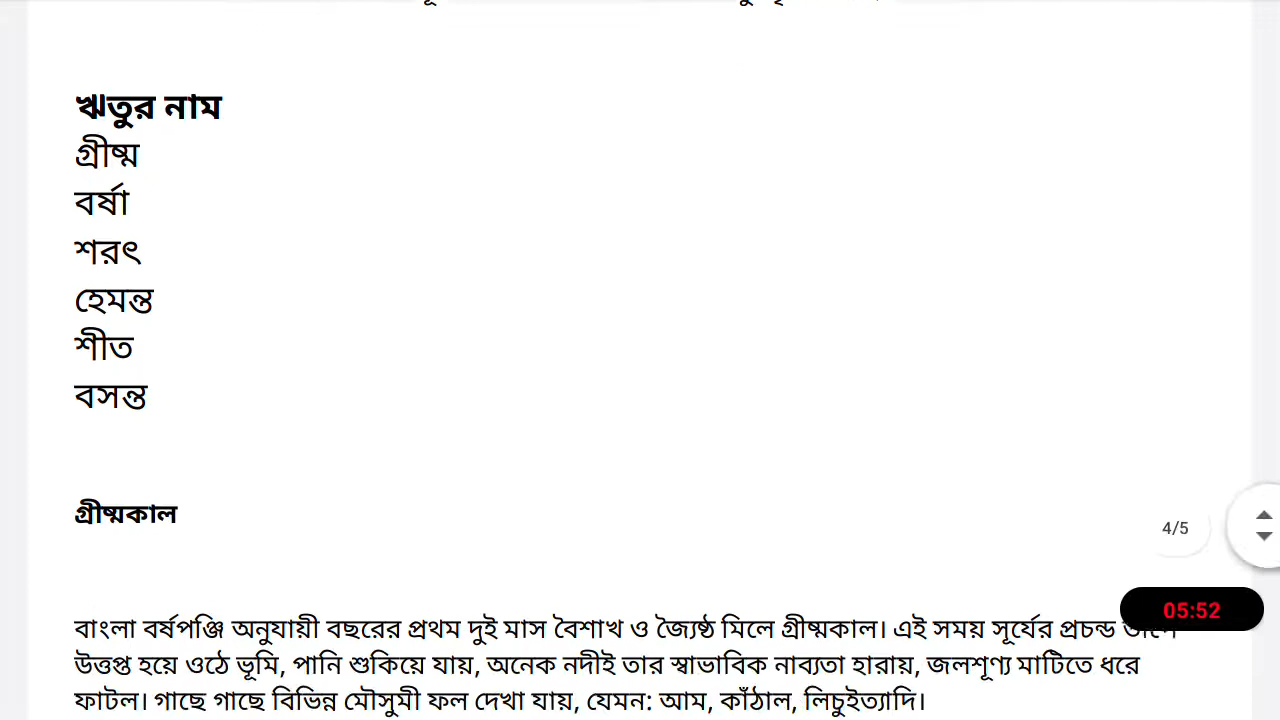 ঋতুর নাম
গ্রীষ্ম
বর্ষা
শরৎ
হেমন্ত
শীত
বসন্ত
গ্রীষ্মকাল
4/5
05:52
বাংলা বর্ষপঞ্জি অনুযায়ী বছরের প্রথম দুই মাস বৈশাখ ও জ্যৈষ্ঠ মিলে গ্রীষ্মকাল। এই সময় সূর্যের প্রচন্ড
উত্তপ্ত হয়ে ওঠে ভূমি, পানি শুকিয়ে যায়, অনেক নদীই তার স্বাভাবিক নাব্যতা হারায়, জলশূণ্য মাটিতে ধরে
ফাটল। গাছে গাছে বিভিন্ন মৌসুমী ফল দেখা যায়, যেমন: আম, কাঁঠাল, লিচুইত্যাদি।